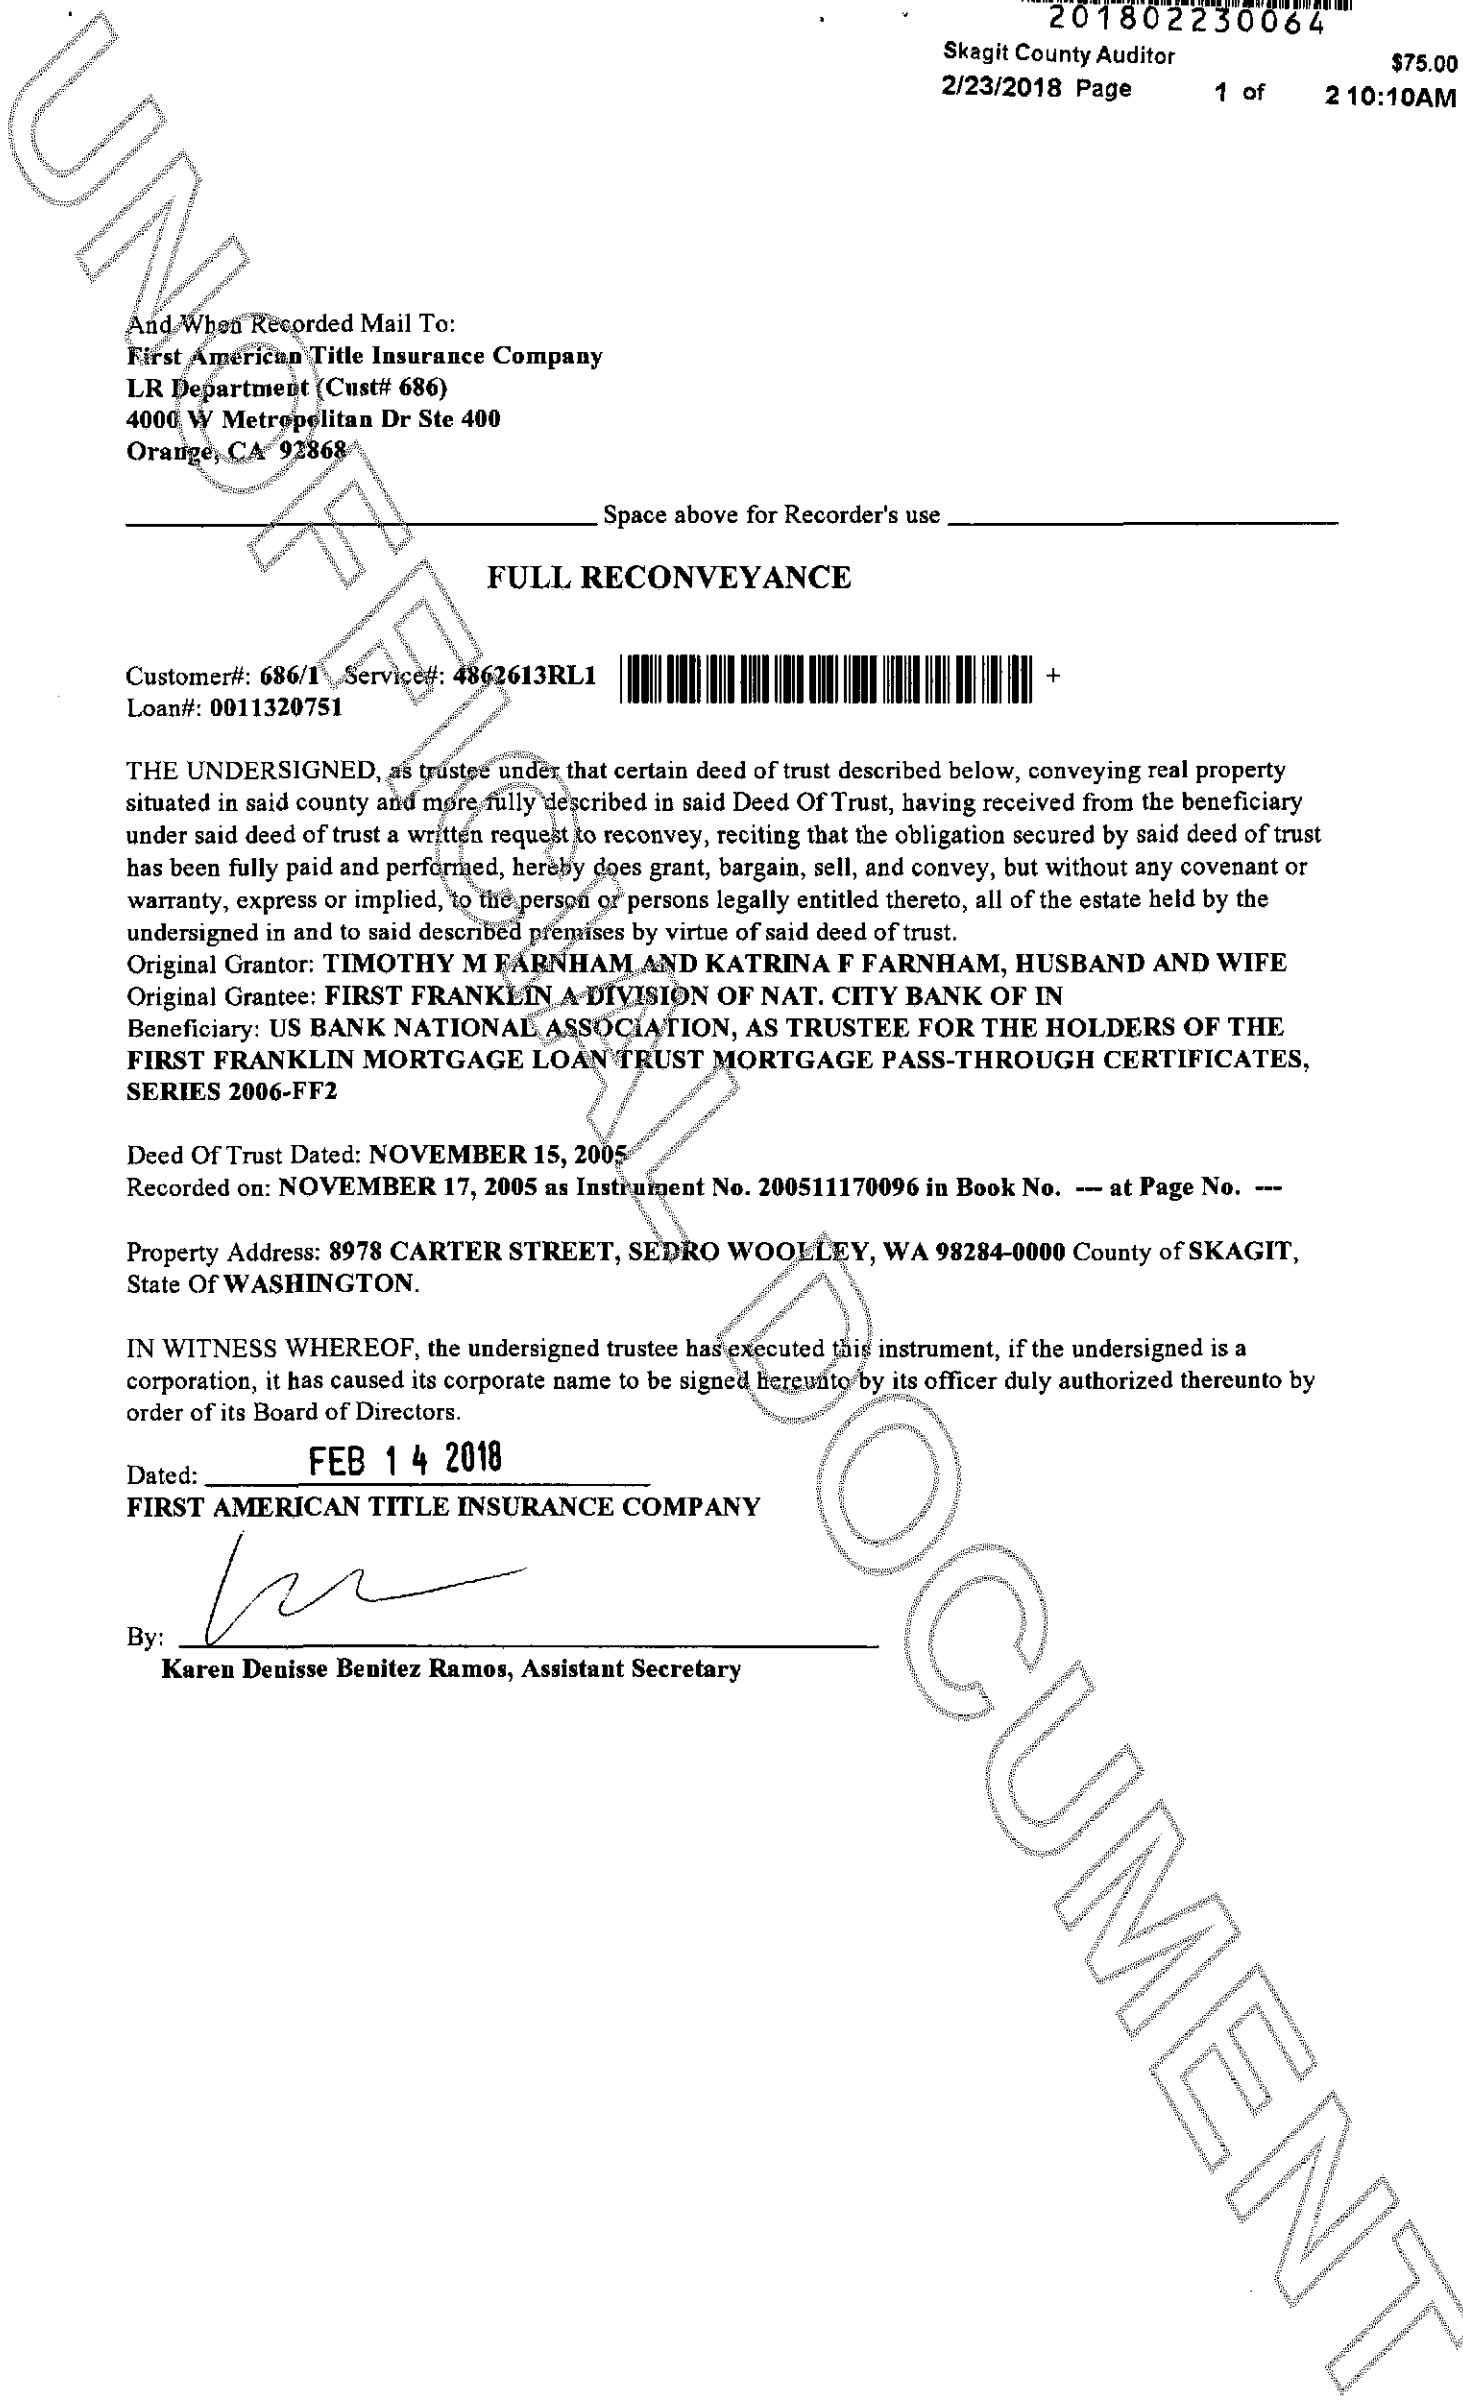 201802230064
Skagit County Auditor $75.00
2/23/2018 Page 1 of 2 10:10AM
And When Recorded Mail To:
First American Title Insurance Company
LR Department (Cust# 686)
4000 W Metropolitan Dr Ste 400
Orange, CA 92868
Space above for Recorder's use
FULL RECONVEYANCE
Customer#: 686/1 Service#: 4862613RL1 +
Loan#: 0011320751
THE UNDERSIGNED, as trustee under that certain deed of trust described below, conveying real property
situated in said county and more fully described in said Deed Of Trust, having received from the beneficiary
under said deed of trust a written request to reconvey, reciting that the obligation secured by said deed of trust
has been fully paid and performed, hereby does grant, bargain, sell, and convey, but without any covenant or
warranty, express or implied, to the person or persons legally entitled thereto, all of the estate held by the
undersigned in and to said described premises by virtue of said deed of trust.
Original Grantor: TIMOTHY M FARNHAM AND KATRINA F FARNHAM, HUSBAND AND WIFE
Original Grantee: FIRST FRANKLIN A DIVISION OF NAT. CITY BANK OF IN
Beneficiary: US BANK NATIONAL ASSOCIATION, AS TRUSTEE FOR THE HOLDERS OF THE
FIRST FRANKLIN MORTGAGE LOAN TRUST MORTGAGE PASS-THROUGH CERTIFICATES,
SERIES 2006-FF2
Deed Of Trust Dated: NOVEMBER 15, 2005
Recorded on: NOVEMBER 17, 2005 as Instrument No. 200511170096 in Book No. --- at Page No. ---
Property Address: 8978 CARTER STREET, SEDRO WOOLLEY, WA 98284-0000 County of SKAGIT,
State Of WASHINGTON.
IN WITNESS WHEREOF, the undersigned trustee has executed this instrument, if the undersigned is a
corporation, it has caused its corporate name to be signed hereunto by its officer duly authorized thereunto by
order of its Board of Directors.
Dated: FEB 14 2018
FIRST AMERICAN TITLE INSURANCE COMPANY
By:
Karen Denisse Benitez Ramos, Assistant Secretary
UNOFFICIAL DOCUMENT